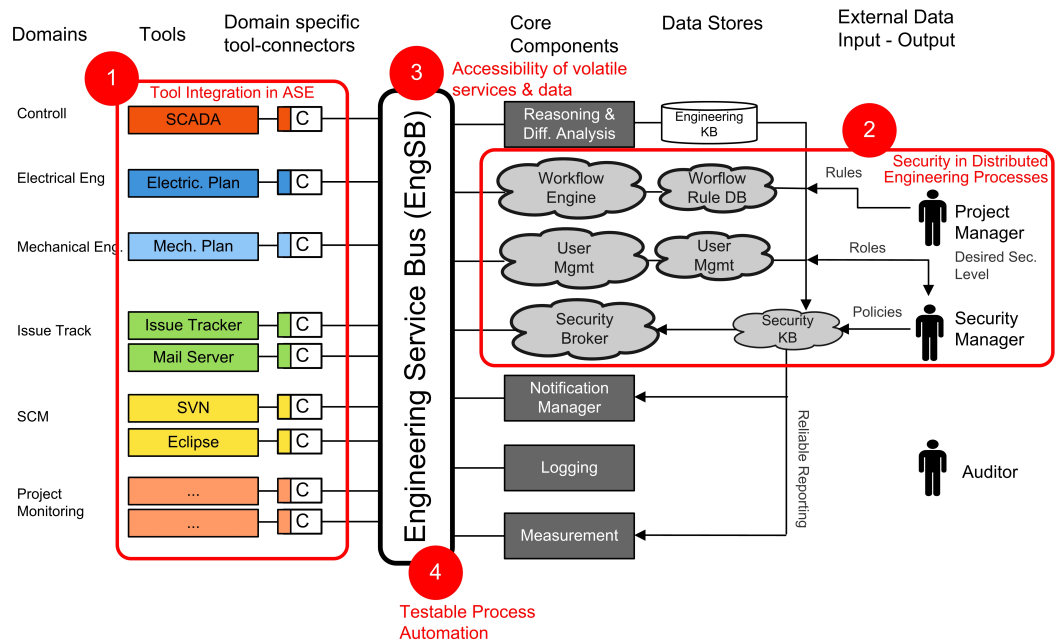 Domains
Tools
Domain specific
tool-connectors
Core
Components
Data Stores
External Data
Input - Output
1
Tool Integration in ASE
3
Accessibility of volatile
services & data
2
Security in Distributed
Engineering Processes
Controll
SCADA
C
Electrical Eng
Electric. Plan
C
Mechanical Eng.
Mech. Plan
C
Issue Track
Issue Tracker
C
Mail Server
C
SCM
SVN
C
Eclipse
C
Project
Monitoring
...
C
...
C
Engineering Service Bus (EngSB)
4
Testable Process
Automation
Reasoning &
Diff. Analysis
Engineering
KB
Workflow
Engine
Worflow
Rule DB
Rules
Project
Manager
User
Mgmt
User
Mgmt
Roles
Desired Sec.
Level
Security
Broker
Security
KB
Policies
Security
Manager
Notification
Manager
Reliable Reporting
Logging
Auditor
Measurement